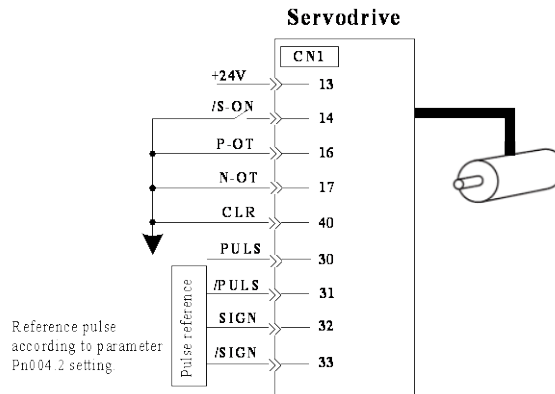 Servodrive
CN1
+24V 13
/S-ON 14
P-OT 16
N-OT 17
CLR 40
PULS 30
/PULS 31
SIGN 32
/SIGN 33
Pulse reference
Reference pulse
according to parameter
Pn004.2 setting.